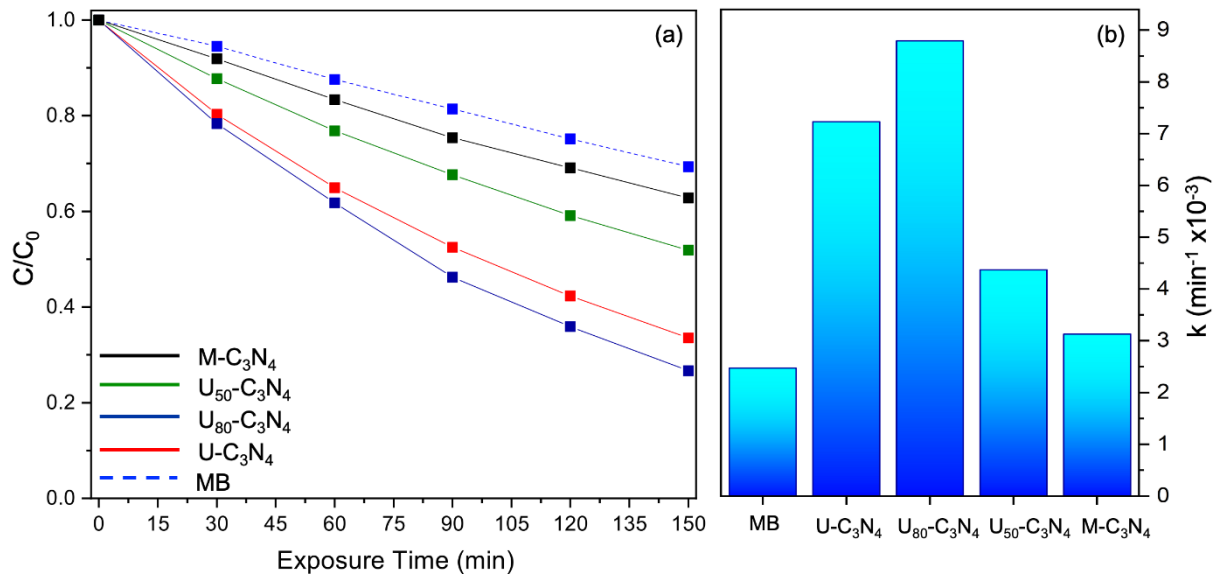 (a)
C/C₀
1.0
0.8
0.6
0.4
0.2
0.0
M-C₃N₄
U₅₀-C₃N₄
U₈₀-C₃N₄
U-C₃N₄
MB
0 15 30 45 60 75 90 105 120 135 150
Exposure Time (min)
(b)
9
8
7
6
5
4
3
2
1
0
k (min⁻¹ x10⁻³)
MB U-C₃N₄ U₈₀-C₃N₄ U₅₀-C₃N₄ M-C₃N₄